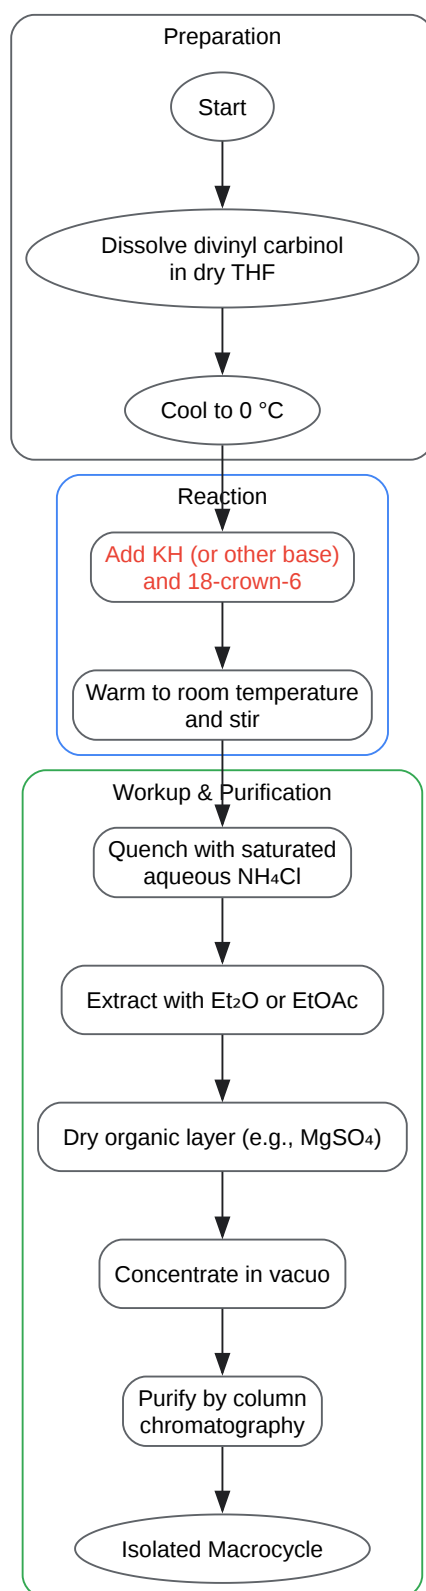 Preparation
Start
Dissolve divinyl carbinol
in dry THF
Cool to 0 °C
Reaction
Add KH (or other base)
and 18-crown-6
Warm to room temperature
and stir
Workup & Purification
Quench with saturated
aqueous NH₄Cl
Extract with Et₂O or EtOAc
Dry organic layer (e.g., MgSO₄)
Concentrate in vacuo
Purify by column
chromatography
Isolated Macrocycle